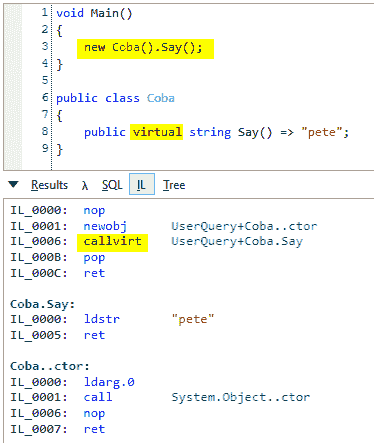 1 void Main()
2 {
3     new Coba().Say();
4 }
5
6 public class Coba
7 {
8     public virtual string Say() => "pete";
9 }
▼ Results λ SQL IL Tree
IL_0000:  nop
IL_0001:  newobj      UserQuery+Coba..ctor
IL_0006:  callvirt    UserQuery+Coba.Say
IL_000B:  pop
IL_000C:  ret

Coba.Say:
IL_0000:  ldstr       "pete"
IL_0005:  ret

Coba..ctor:
IL_0000:  ldarg.0
IL_0001:  call        System.Object..ctor
IL_0006:  nop
IL_0007:  ret